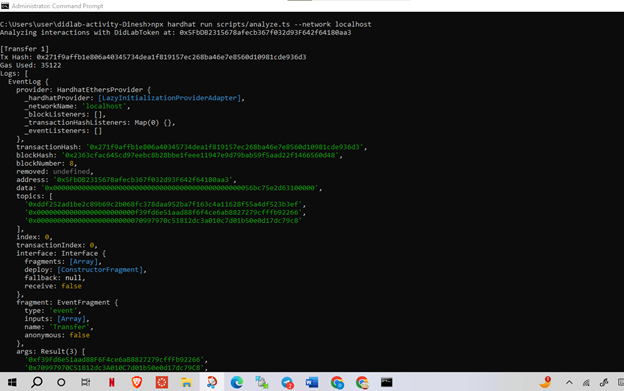 Administrator: Command Prompt
C:\Users\user\didlab-activity-Dinesh>npx hardhat run scripts/analyze.ts --network localhost
Analyzing interactions with DidLabToken at: 0x5FbDB2315678afecb367f032d93F642f64180aa3
[Transfer 1]
Tx Hash: 0x271f9affb1e806a40345734dea1f819157ec268ba46e7e8560d10981cde936d3
Gas Used: 35122
Logs: [
EventLog {
provider: HardhatEthersProvider {
_hardhatProvider: [LazyInitializationProviderAdapter],
_networkName: 'localhost',
_blockListeners: [],
_transactionHashListeners: Map(0) {},
_eventListeners: []
},
transactionHash: '0x271f9affb1e806a40345734dea1f819157ec268ba46e7e8560d10981cde936d3',
blockHash: '0x2363cfac645cd97eebc8b28bbe1feee11947e9d79bab59f5aad22f1466560d48',
blockNumber: 8,
removed: undefined,
address: '0x5FbDB2315678afecb367f032d93F642f64180aa3',
data: '0x0000000000000000000000000000000000000000000000056bc75e2d63100000',
topics: [
'0xddf252ad1be2c89b69c2b068fc378daa952ba7f163c4a11628f55a4df523b3ef',
'0x000000000000000000000000f39fd6e51aad88f6f4ce6ab8827279cfffb92266',
'0x00000000000000000000000070997970c51812dc3a010c7d01b50e0d17dc79c8'
],
index: 0,
transactionIndex: 0,
interface: Interface {
fragments: [Array],
deploy: [ConstructorFragment],
fallback: null,
receive: false
},
fragment: EventFragment {
type: 'event',
inputs: [Array],
name: 'Transfer',
anonymous: false
},
args: Result(3) [
'0xf39Fd6e51aad88F6F4ce6aB8827279cffFb92266',
'0x70997970C51812dc3A010C7d01b50e0d17dc79C8',